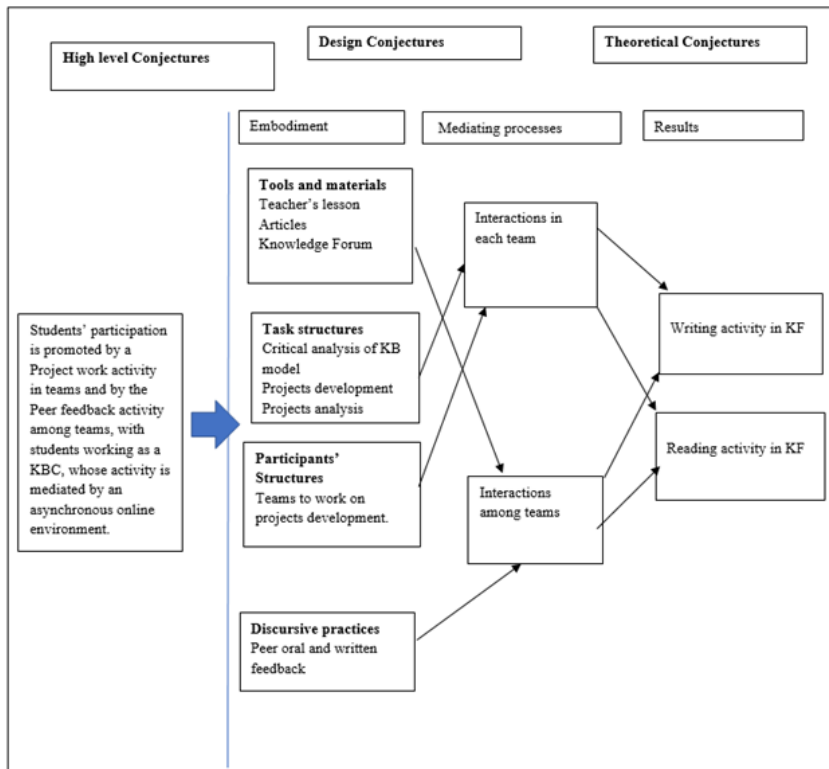 High level Conjectures
Design Conjectures
Theoretical Conjectures
Embodiment
Mediating processes
Results
Students’ participation
is promoted by a
Project work activity
in teams and by the
Peer feedback activity
among teams, with
students working as a
KBC, whose activity is
mediated by an
asynchronous online
environment.
Tools and materials
Teacher’s lesson
Articles
Knowledge Forum
Task structures
Critical analysis of KB
model
Projects development
Projects analysis
Participants’
Structures
Teams to work on
projects development.
Discursive practices
Peer oral and written
feedback
Interactions in
each team
Interactions
among teams
Writing activity in KF
Reading activity in KF